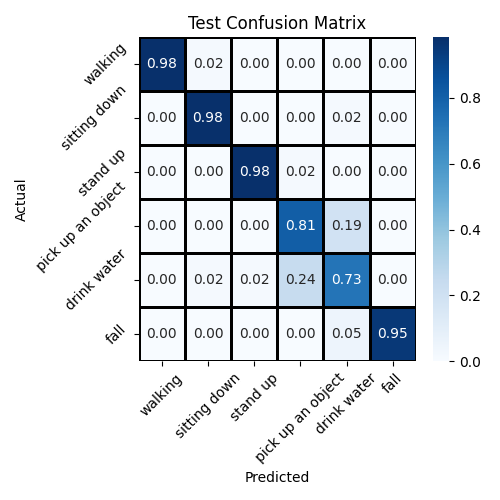 Test Confusion Matrix
Actual
walking 0.98 0.02 0.00 0.00 0.00 0.00
sitting down 0.00 0.98 0.00 0.00 0.02 0.00
stand up 0.00 0.00 0.98 0.02 0.00 0.00
pick up an object 0.00 0.00 0.00 0.81 0.19 0.00
drink water 0.00 0.02 0.02 0.24 0.73 0.00
fall 0.00 0.00 0.00 0.00 0.05 0.95
walking sitting down stand up pick up an object drink water fall
Predicted
0.8
0.6
0.4
0.2
0.0